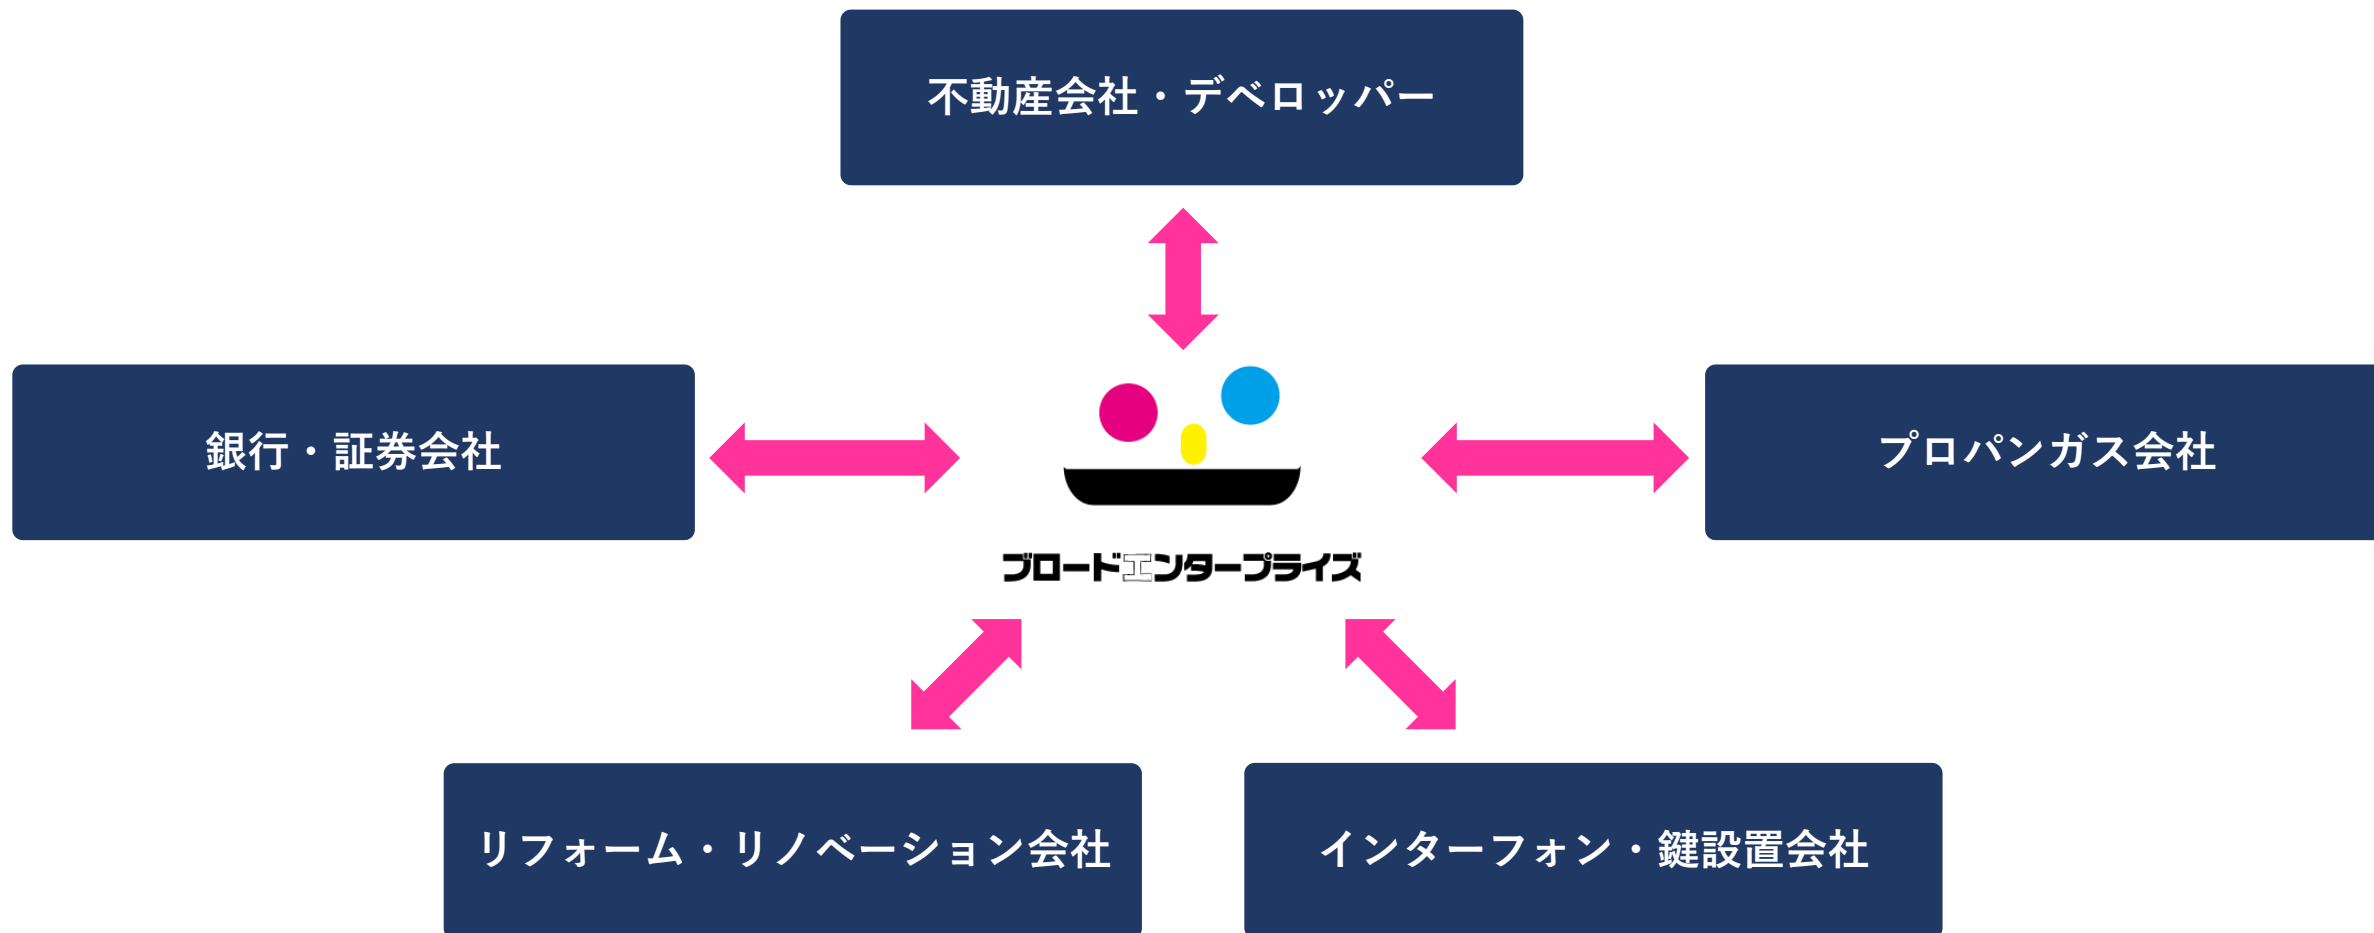 不動産会社・デベロッパー
銀行・証券会社
プロパンガス会社
ブロードエンタープライズ
リフォーム・リノベーション会社
インターフォン・鍵設置会社